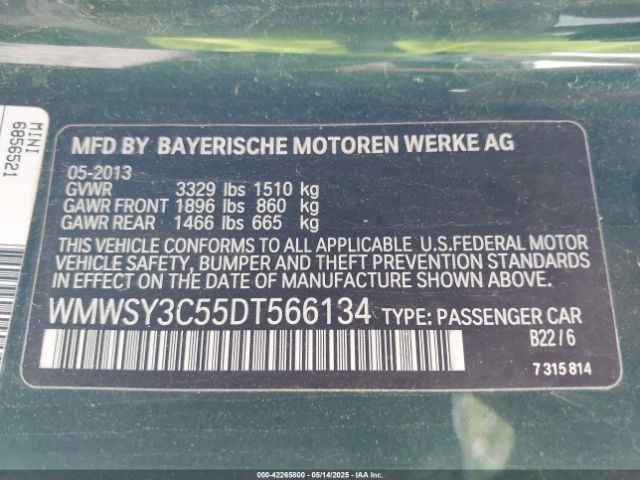 MINI
6856521
MFD BY BAYERISCHE MOTOREN WERKE AG
05-2013
GVWR 3329 lbs 1510 kg
GAWR FRONT 1896 lbs 860 kg
GAWR REAR 1466 lbs 665 kg
THIS VEHICLE CONFORMS TO ALL APPLICABLE U.S.FEDERAL MOTOR
VEHICLE SAFETY, BUMPER AND THEFT PREVENTION STANDARDS
IN EFFECT ON THE DATE OF MANUFACTURE SHOWN ABOVE.
WMWSY3C55DT566134 TYPE: PASSENGER CAR
B22/6
7 315 814
000-42265800 - 05/14/2025 - IAA, Inc.